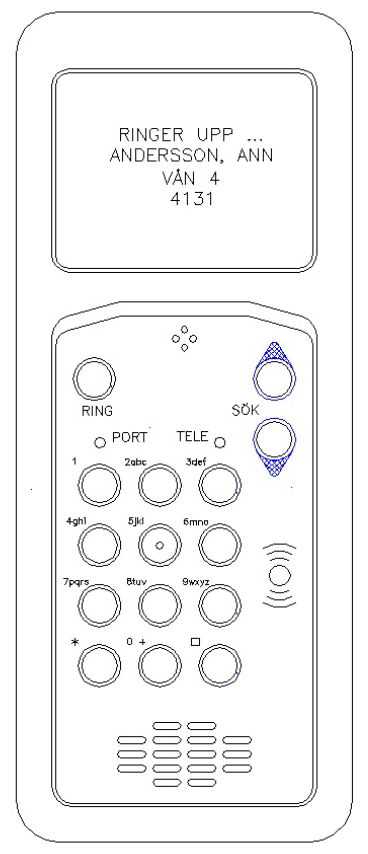 RINGER UPP ...
ANDERSSON, ANN
VÅN 4
4131
RING
SÖK
PORT TELE
1 2abc 3def
4ghI 5jkl 6mno
7pqrs 8tuv 9wxyz
* 0 + □